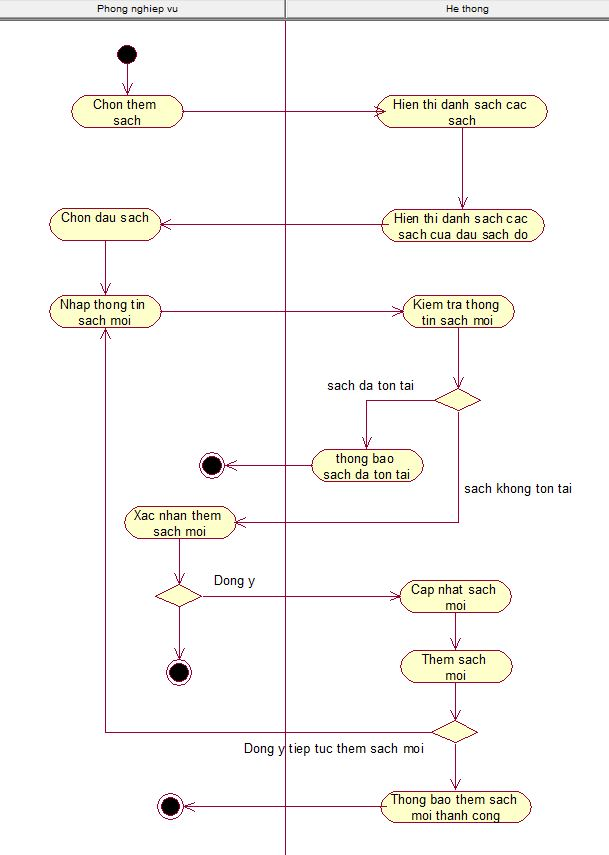 Phong nghiep vu
He thong
Chon them
sach
Hien thi danh sach cac
sach
Chon dau sach
Hien thi danh sach cac
sach cua dau sach do
Nhap thong tin
sach moi
Kiem tra thong
tin sach moi
sach da ton tai
thong bao
sach da ton tai
sach khong ton tai
Xac nhan them
sach moi
Dong y
Cap nhat sach
moi
Them sach
moi
Dong y tiep tuc them sach moi
Thong bao them sach
moi thanh cong